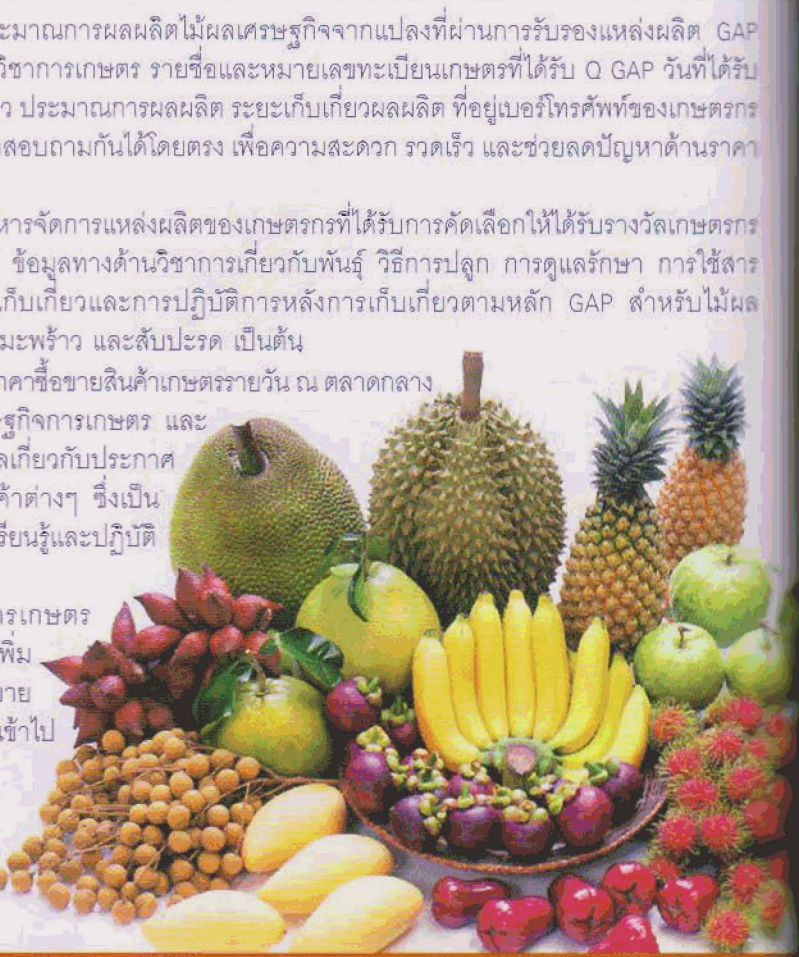 ะมาณการผลผลิตไม้ผลเศรษฐกิจจากแปลงที่ผ่านการรับรองแหล่งผลิต GAP
วิชาการเกษตร รายชื่อและหมายเลขทะเบียนเกษตรที่ได้รับ Q GAP วันที่ได้รับ
ว ประมาณการผลผลิต ระยะเก็บเกี่ยวผลผลิต ที่อยู่เบอร์โทรศัพท์ของเกษตรกร
สอบถามกันได้โดยตรง เพื่อความสะดวก รวดเร็ว และช่วยลดปัญหาด้านราคา
หารจัดการแหล่งผลิตของเกษตรกรที่ได้รับการคัดเลือกให้ได้รับรางวัลเกษตรกร
ข้อมูลทางด้านวิชาการเกี่ยวกับพันธุ์ วิธีการปลูก การดูแลรักษา การใช้สาร
เก็บเกี่ยวและการปฏิบัติการหลังการเก็บเกี่ยวตามหลัก GAP สำหรับไม้ผล
มะพร้าว และสับปะรด เป็นต้น
าคาซื้อขายสินค้าเกษตรรายวัน ณ ตลาดกลาง
ษฐกิจการเกษตร และ
ลเกี่ยวกับประกาศ
ค้าต่างๆ ซึ่งเป็น
รียนรู้และปฏิบัติ
ารเกษตร
พิ่ม
าย
เข้าไป